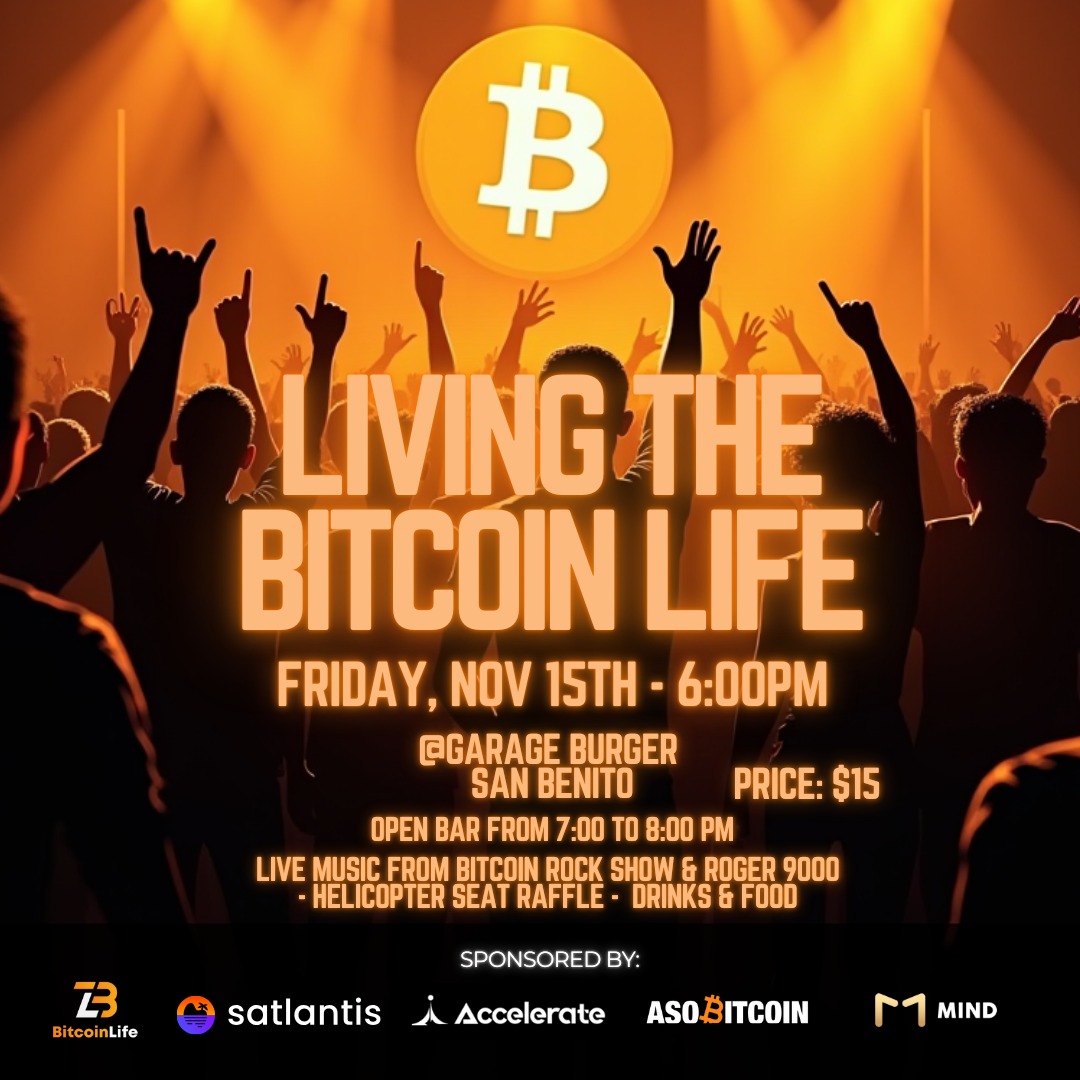 LIVING THE
BITCOIN LIFE
FRIDAY, NOV 15TH - 6:00PM
@GARAGE BURGER
SAN BENITO
PRICE: $15
OPEN BAR FROM 7:00 TO 8:00 PM
LIVE MUSIC FROM BITCOIN ROCK SHOW & ROGER 9000
- HELICOPTER SEAT RAFFLE - DRINKS & FOOD
SPONSORED BY:
BitcoinLife
satlantis
Accelerate
ASOBITCOIN
MIND